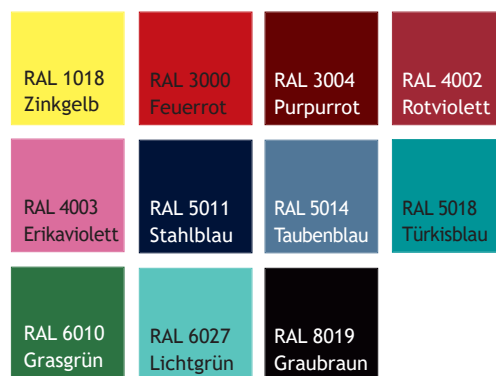 RAL 1018
Zinkgelb
RAL 3000
Feuerrot
RAL 3004
Purpurrot
RAL 4002
Rotviolett
RAL 4003
Erikaviolett
RAL 5011
Stahlblau
RAL 5014
Taubenblau
RAL 5018
Türkisblau
RAL 6010
Grasgrün
RAL 6027
Lichtgrün
RAL 8019
Graubraun